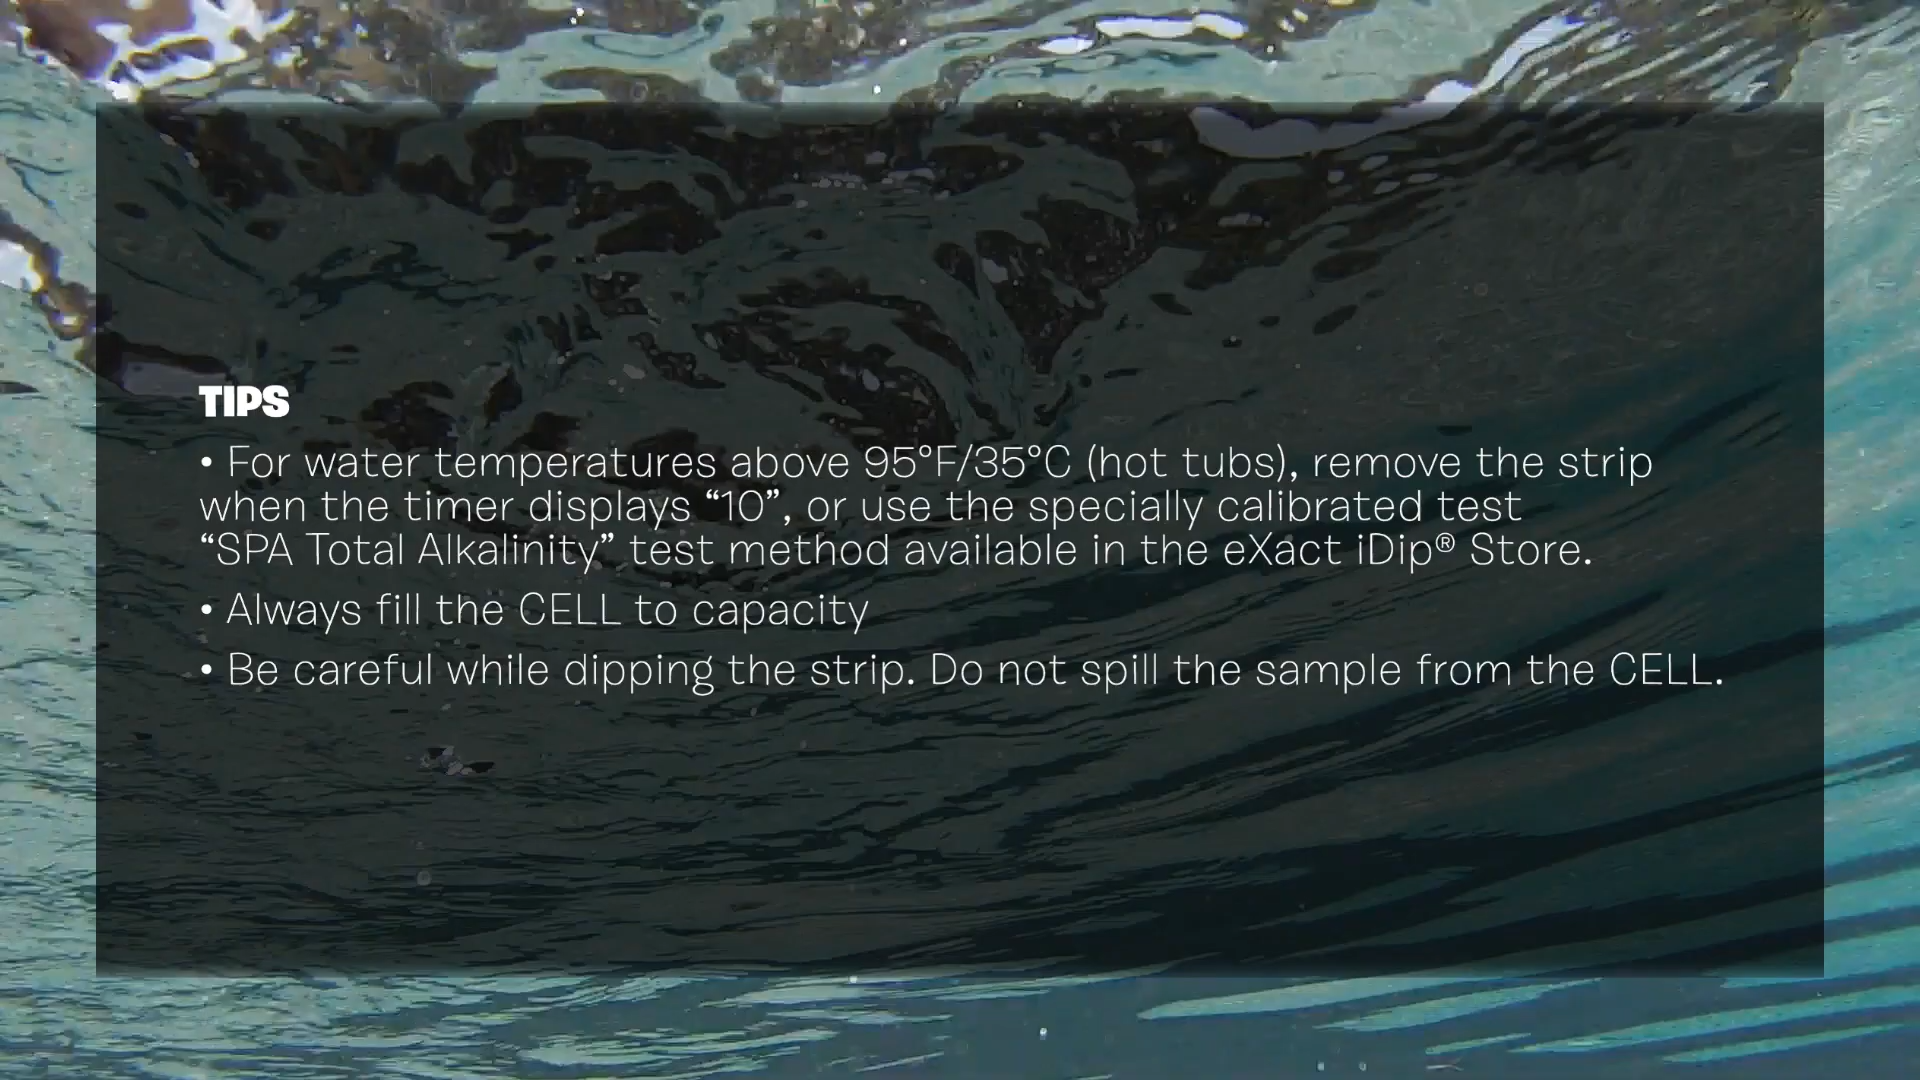 TIPS
• For water temperatures above 95°F/35°C (hot tubs), remove the strip
when the timer displays “10”, or use the specially calibrated test
“SPA Total Alkalinity” test method available in the eXact iDip® Store.
• Always fill the CELL to capacity
• Be careful while dipping the strip. Do not spill the sample from the CELL.